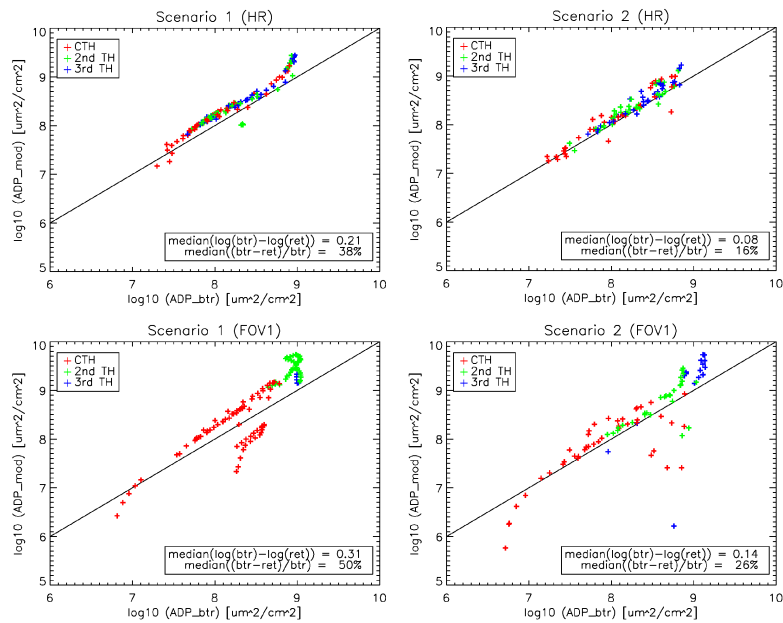 Scenario 1 (HR)
10
9
8
7
6
5
+ CTH
+ 2nd TH
+ 3rd TH
median(log(btr)-log(ret)) = 0.21
median((btr-ret)/btr) = 38%
6 7 8 9 10
log10 (ADP_btr) [um^2/cm^2]
log10 (ADP_mod) [um^2/cm^2]
Scenario 2 (HR)
10
9
8
7
6
5
+ CTH
+ 2nd TH
+ 3rd TH
median(log(btr)-log(ret)) = 0.08
median((btr-ret)/btr) = 16%
6 7 8 9 10
log10 (ADP_btr) [um^2/cm^2]
log10 (ADP_mod) [um^2/cm^2]
Scenario 1 (FOV1)
10
9
8
7
6
5
+ CTH
+ 2nd TH
+ 3rd TH
median(log(btr)-log(ret)) = 0.31
median((btr-ret)/btr) = 50%
6 7 8 9 10
log10 (ADP_btr) [um^2/cm^2]
log10 (ADP_mod) [um^2/cm^2]
Scenario 2 (FOV1)
10
9
8
7
6
5
+ CTH
+ 2nd TH
+ 3rd TH
median(log(btr)-log(ret)) = 0.14
median((btr-ret)/btr) = 26%
6 7 8 9 10
log10 (ADP_btr) [um^2/cm^2]
log10 (ADP_mod) [um^2/cm^2]